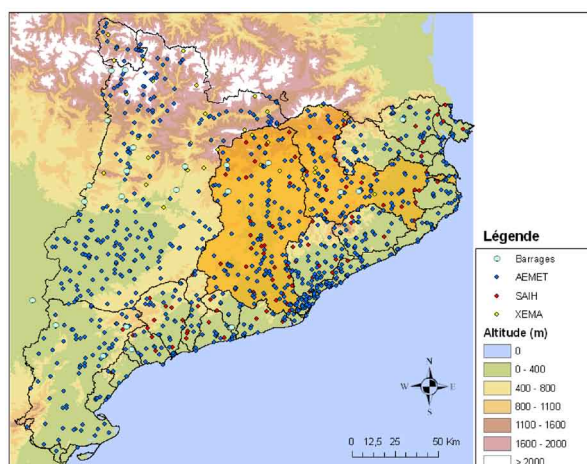 Légende
Barrages
AEMET
SAIH
XEMA
Altitude (m)
0
0 - 400
400 - 800
800 - 1100
1100 - 1600
1600 - 2000
> 2000
N
W E
S
0 12,5 25 50 Km